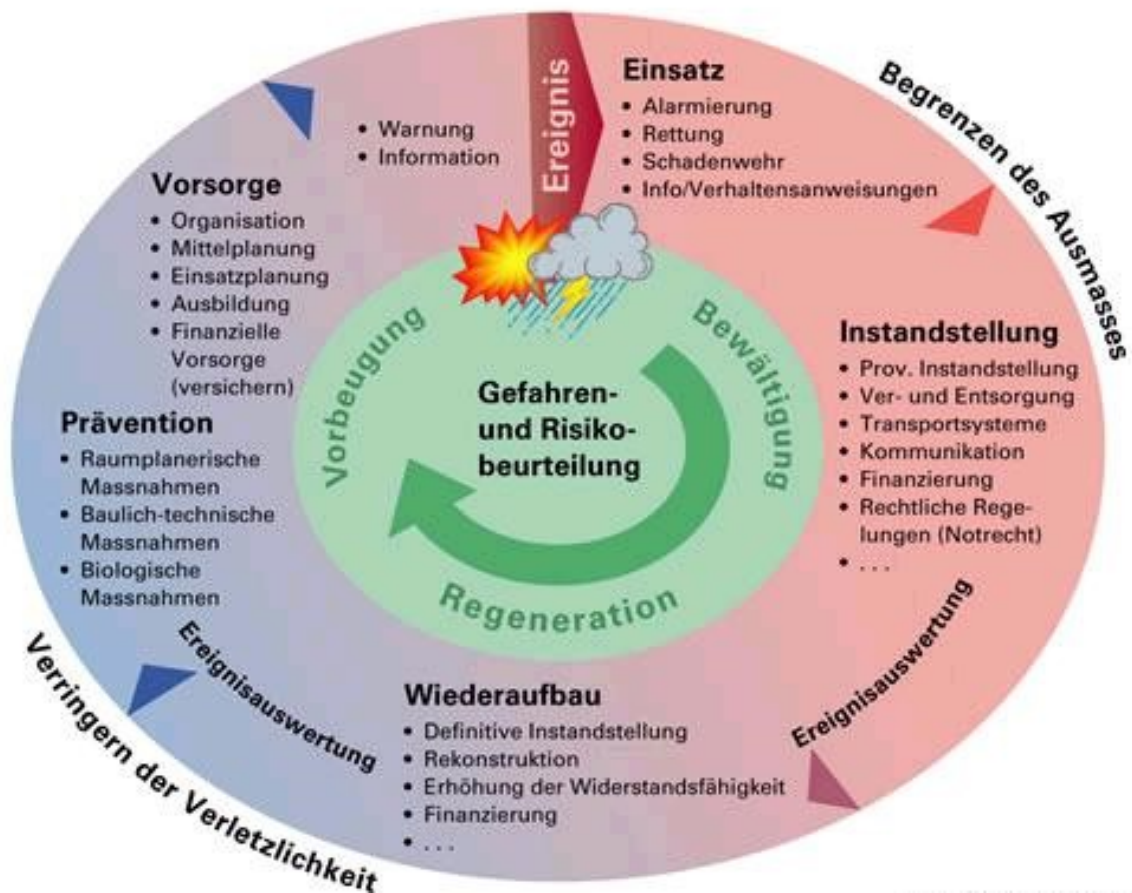 Ereignis
Einsatz
• Alarmierung
• Rettung
• Schadenwehr
• Info/Verhaltensanweisungen
Begrenzen des Ausmasses
Instandstellung
• Prov. Instandstellung
• Ver- und Entsorgung
• Transportsysteme
• Kommunikation
• Finanzierung
• Rechtliche Rege-
lungen (Notrecht)
• . . .
Ereignisauswertung
Wiederaufbau
• Definitive Instandstellung
• Rekonstruktion
• Erhöhung der Widerstandsfähigkeit
• Finanzierung
• . . .
Ereignisauswertung
Verringern der Verletzlichkeit
Prävention
• Raumplanerische
Massnahmen
• Baulich-technische
Massnahmen
• Biologische
Massnahmen
Vorsorge
• Organisation
• Mittelplanung
• Einsatzplanung
• Ausbildung
• Finanzielle
Vorsorge
(versichern)
• Warnung
• Information
Bewältigung
Regeneration
Vorbeugung
Gefahren-
und Risiko-
beurteilung